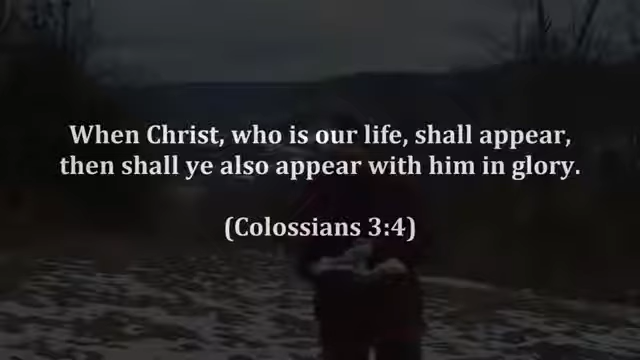 When Christ, who is our life, shall appear,
then shall ye also appear with him in glory.
(Colossians 3:4)